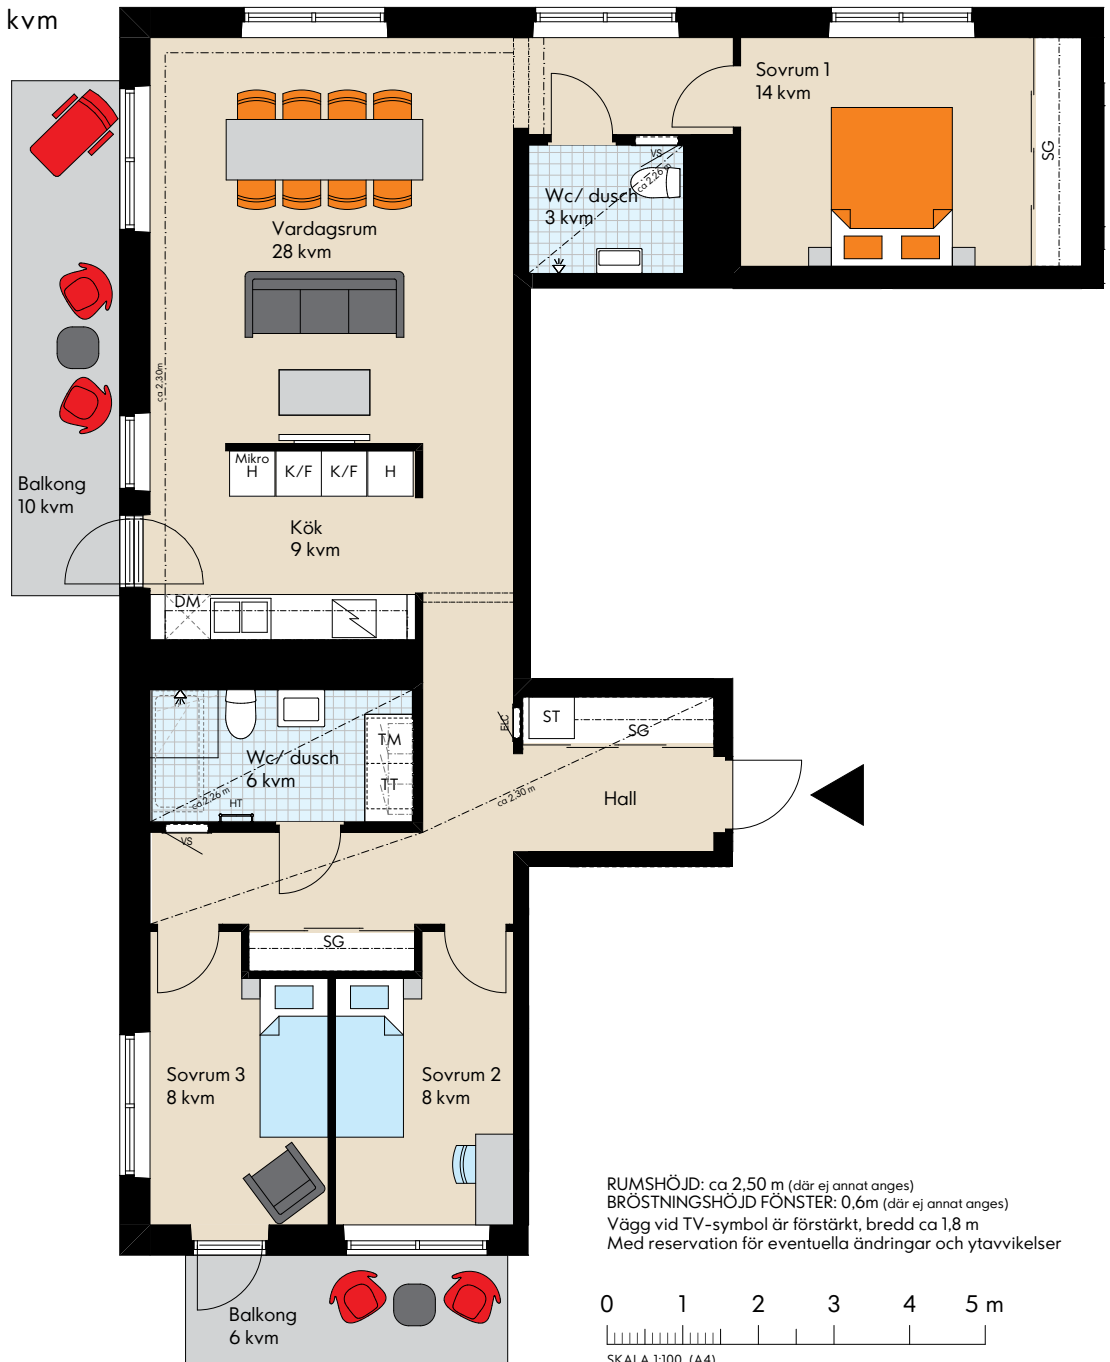 kvm
Sovrum 1
14 kvm
SG
VS
ca 2,26 m
Wc/ dusch
3 kvm
Vardagsrum
28 kvm
ca 2,30m
Mikro
H
K/F
K/F
H
Balkong
10 kvm
Kök
9 kvm
DM
ELC
ST
SG
TM
Wc/ dusch
6 kvm
TT
ca 2,26 m
HT
ca 2,30 m
Hall
VS
SG
Sovrum 3
8 kvm
Sovrum 2
8 kvm
RUMSHÖJD: ca 2,50 m (där ej annat anges)
BRÖSTNINGSHÖJD FÖNSTER: 0,6m (där ej annat anges)
Vägg vid TV-symbol är förstärkt, bredd ca 1,8 m
Med reservation för eventuella ändringar och ytavvikelser
Balkong
6 kvm
0 1 2 3 4 5 m
SKALA 1:100 (A4)